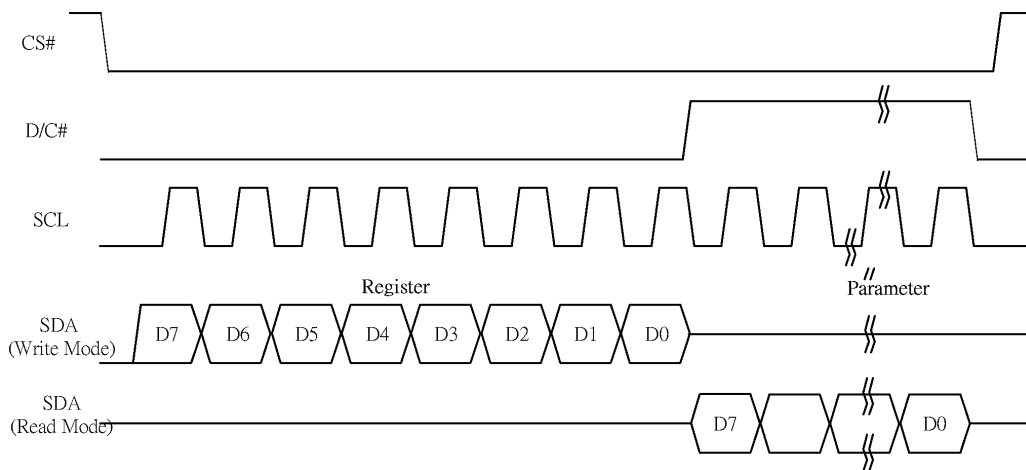 CS#
D/C#
SCL
Register Parameter
SDA
(Write Mode)
D7 D6 D5 D4 D3 D2 D1 D0
SDA
(Read Mode)
D7 D0